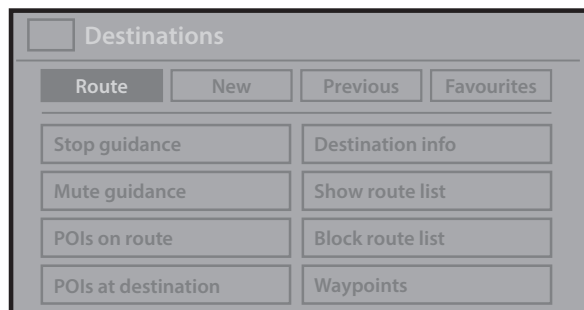 Destinations
Route New Previous Favourites
Stop guidance Destination info
Mute guidance Show route list
POIs on route Block route list
POIs at destination Waypoints